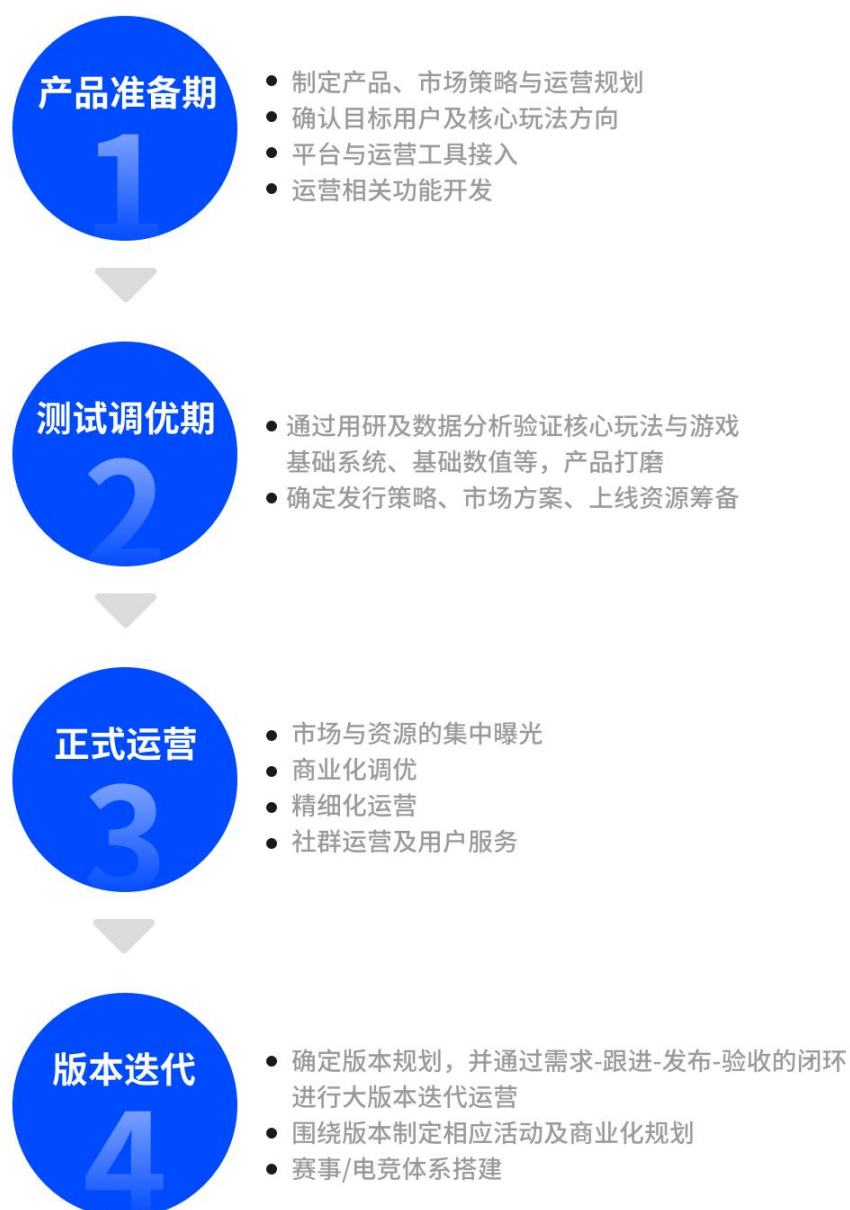 产品准备期
1
制定产品、市场策略与运营规划
确认目标用户及核心玩法方向
平台与运营工具接入
运营相关功能开发
测试调优期
2
通过用研及数据分析验证核心玩法与游戏
基础系统、基础数值等，产品打磨
确定发行策略、市场方案、上线资源筹备
正式运营
3
市场与资源的集中曝光
商业化调优
精细化运营
社群运营及用户服务
版本迭代
4
确定版本规划，并通过需求-跟进-发布-验收的闭环
进行大版本迭代运营
围绕版本制定相应活动及商业化规划
赛事/电竞体系搭建